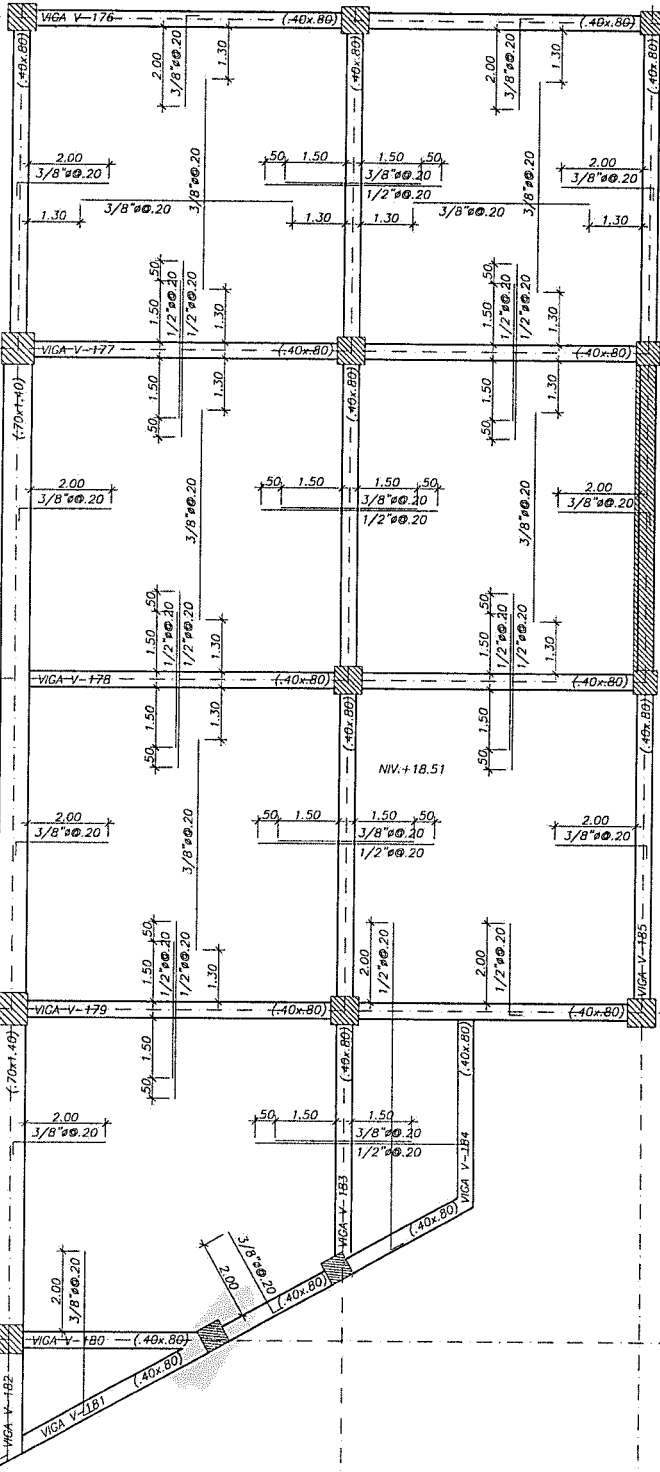 VIGA V-176 (.40x.80) (.40x.80)
(.40x.80) (.40x.80) (.40x.80)
2.00 3/8"ø@.20 1.30
2.00 3/8"ø@.20 1.30
2.00
3/8"ø@.20
.50 1.50 1.50 .50
3/8"ø@.20
1/2"ø@.20
2.00
3/8"ø@.20
3/8"ø@.20
3/8"ø@.20
1.30 3/8"ø@.20 1.30 1.30 3/8"ø@.20 1.30
.50 1.50 1/2"ø@.20 1/2"ø@.20 1.30
.50 1.50 1/2"ø@.20 1/2"ø@.20 1.30
VIGA V-177 (.40x.80) (.40x.80)
(.70x1.40) (.40x.80)
1.50 .50 1.30
1.50 .50 1.30
2.00
3/8"ø@.20
.50 1.50 1.50 .50
3/8"ø@.20
1/2"ø@.20
2.00
3/8"ø@.20
3/8"ø@.20
3/8"ø@.20
.50 1.50 1/2"ø@.20 1/2"ø@.20 1.30
.50 1.50 1/2"ø@.20 1/2"ø@.20 1.30
VIGA V-178 (.40x.80) (.40x.80)
(.40x.80) (.40x.80)
1.50 .50 1.30
1.50 .50
NIV.+18.51
2.00
3/8"ø@.20
.50 1.50 1.50 .50
3/8"ø@.20
1/2"ø@.20
2.00
3/8"ø@.20
3/8"ø@.20
.50 1.50 1/2"ø@.20 1/2"ø@.20 1.30
2.00 1/2"ø@.20
2.00 1/2"ø@.20
VIGA V-185
VIGA V-179 (.40x.80) (.40x.80)
(.70x1.40) (.40x.80) (.40x.80)
1.50 .50
2.00
3/8"ø@.20
.50 1.50 1.50
3/8"ø@.20
1/2"ø@.20
VIGA V-184
VIGA V-183
(.40x.80)
2.00 3/8"ø@.20
2.00 3/8"ø@.20
(.40x.80)
VIGA V-180 (.40x.80)
(.40x.80)
VIGA V-181
VIGA V-182